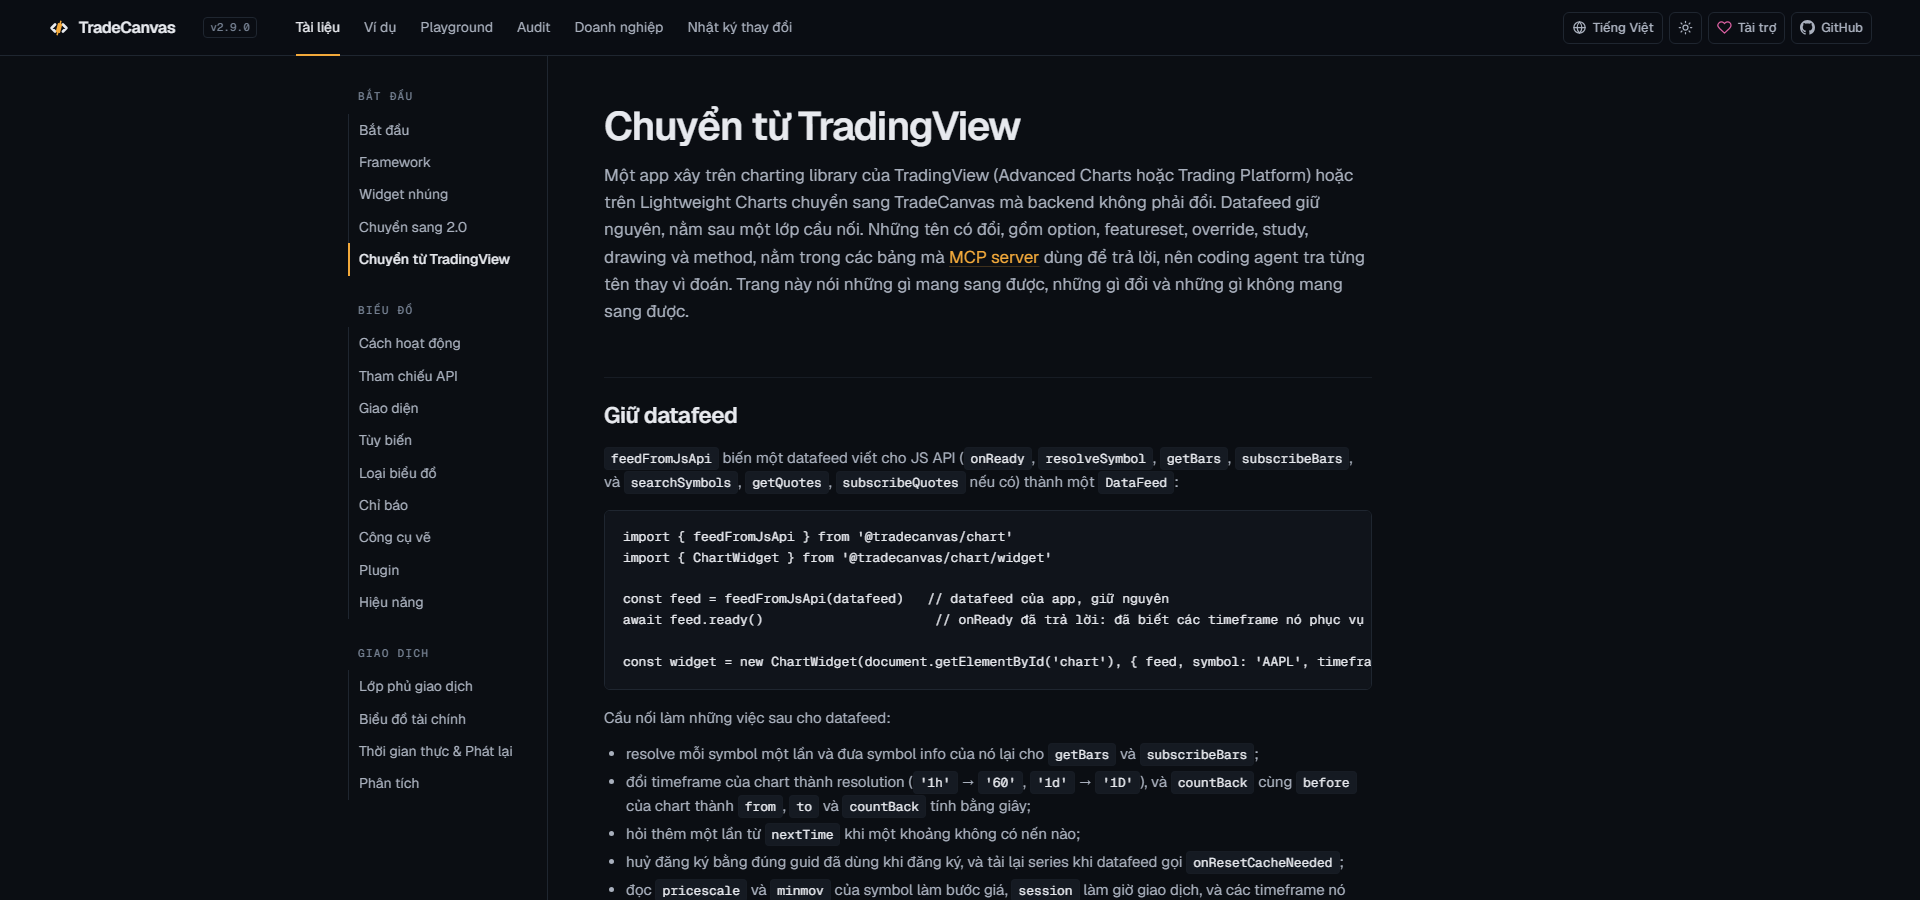 TradeCanvas
v2.9.0
Tài liệu
Ví dụ
Playground
Audit
Doanh nghiệp
Nhật ký thay đổi
Tiếng Việt
Tài trợ
GitHub
BẮT ĐẦU
Bắt đầu
Framework
Widget nhúng
Chuyển sang 2.0
Chuyển từ TradingView
BIỂU ĐỒ
Cách hoạt động
Tham chiếu API
Giao diện
Tùy biến
Loại biểu đồ
Chỉ báo
Công cụ vẽ
Plugin
Hiệu năng
GIAO DỊCH
Lớp phủ giao dịch
Biểu đồ tài chính
Thời gian thực & Phát lại
Phân tích
Chuyển từ TradingView
Một app xây trên charting library của TradingView (Advanced Charts hoặc Trading Platform) hoặc
trên Lightweight Charts chuyển sang TradeCanvas mà backend không phải đổi. Datafeed giữ
nguyên, nằm sau một lớp cầu nối. Những tên có đổi, gồm option, featureset, override, study,
drawing và method, nằm trong các bảng mà MCP server dùng để trả lời, nên coding agent tra từng
tên thay vì đoán. Trang này nói những gì mang sang được, những gì đổi và những gì không mang
sang được.
Giữ datafeed
feedFromJsApi biến một datafeed viết cho JS API ( onReady , resolveSymbol , getBars , subscribeBars ,
và searchSymbols , getQuotes , subscribeQuotes nếu có) thành một DataFeed :
import { feedFromJsApi } from '@tradecanvas/chart'
import { ChartWidget } from '@tradecanvas/chart/widget'
const feed = feedFromJsApi(datafeed)   // datafeed của app, giữ nguyên
await feed.ready()                      // onReady đã trả lời: đã biết các timeframe nó phục vụ
const widget = new ChartWidget(document.getElementById('chart'), { feed, symbol: 'AAPL', timefra
Cầu nối làm những việc sau cho datafeed:
• resolve mỗi symbol một lần và đưa symbol info của nó lại cho getBars và subscribeBars ;
• đổi timeframe của chart thành resolution ( '1h' → '60' , '1d' → '1D' ), và countBack cùng before
của chart thành from , to và countBack tính bằng giây;
• hỏi thêm một lần từ nextTime khi một khoảng không có nến nào;
• huỷ đăng ký bằng đúng guid đã dùng khi đăng ký, và tải lại series khi datafeed gọi onResetCacheNeeded ;
• đọc pricescale và minmov của symbol làm bước giá, session làm giờ giao dịch, và các timeframe nó